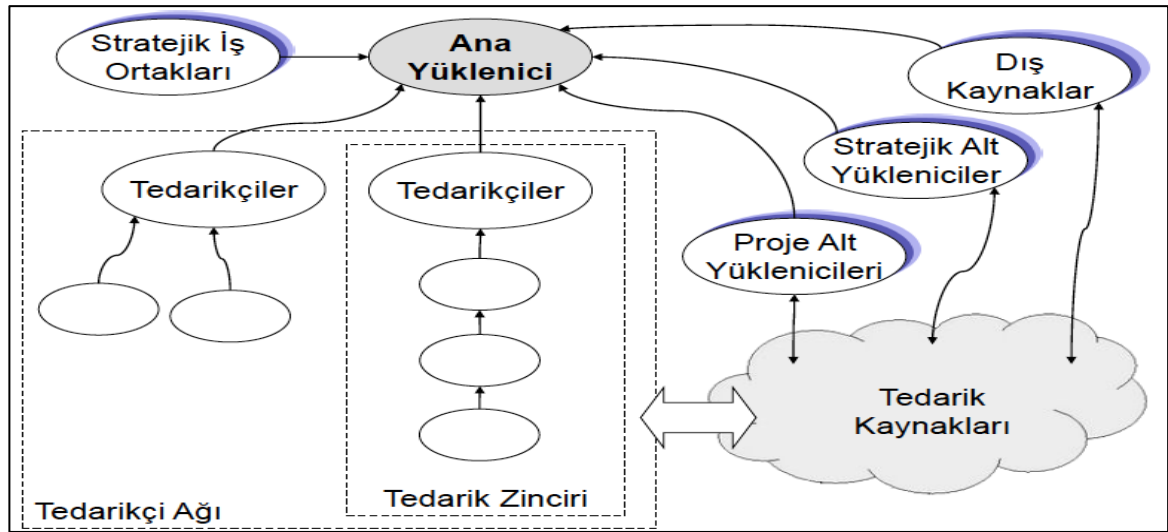 Stratejik İş
Ortakları
Ana
Yüklenici
Dış
Kaynaklar
Stratejik Alt
Yükleniciler
Tedarikçiler
Tedarikçiler
Proje Alt
Yüklenicileri
Tedarik
Kaynakları
Tedarik Zinciri
Tedarikçi Ağı